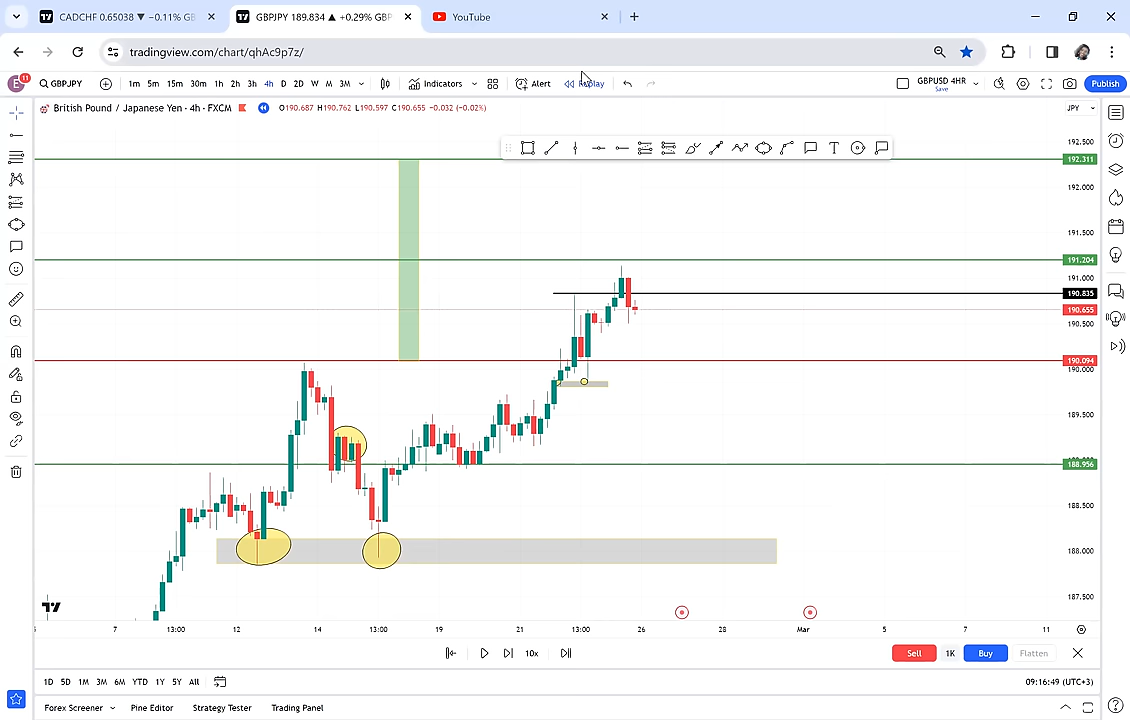 CADCHF 0.65038 ▼ −0.11% GB
GBPJPY 189.834 ▲ +0.29% GBP
YouTube
tradingview.com/chart/qhAc9p7z/
E 11 GBPJPY 1m 5m 15m 30m 1h 2h 3h 4h D 2D W M 3M Indicators Alert Replay GBPUSD 4HR Save Publish
British Pound / Japanese Yen · 4h · FXCM O190.687 H190.762 L190.597 C190.655 −0.032 (−0.02%) JPY
192.500
192.311
192.000
191.500
191.204
191.000
190.835
190.655
190.500
190.094
190.000
189.500
188.956
188.500
188.000
187.500
7 13:00 12 14 13:00 19 21 13:00 26 28 Mar 5 7 11
10x Sell 1K Buy Flatten
1D 5D 1M 3M 6M YTD 1Y 5Y All 09:16:49 (UTC+3)
Forex Screener Pine Editor Strategy Tester Trading Panel